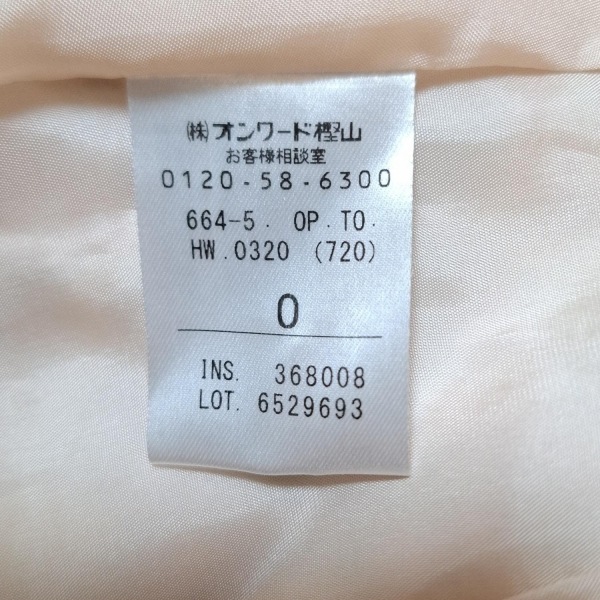 ㈱オンワード樫山
お客様相談室
0120-58-6300
664-5. OP.TO.
HW.0320 (720)
0
INS. 368008
LOT. 6529693